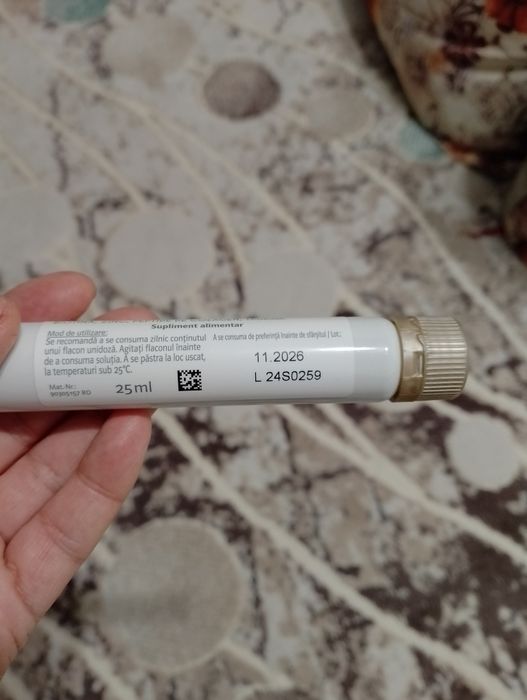 Supliment alimentar
Mod de utilizare:
Se recomandă a se consuma zilnic conținutul
unui flacon unidoză. Agitați flaconul înainte
de a consuma soluția. A se păstra la loc uscat,
la temperaturi sub 25°C.
Mat.Nr.:
90305157 RO
25ml
A se consuma de preferință înainte de sfârșitul / Lot:
11.2026
L 24S0259